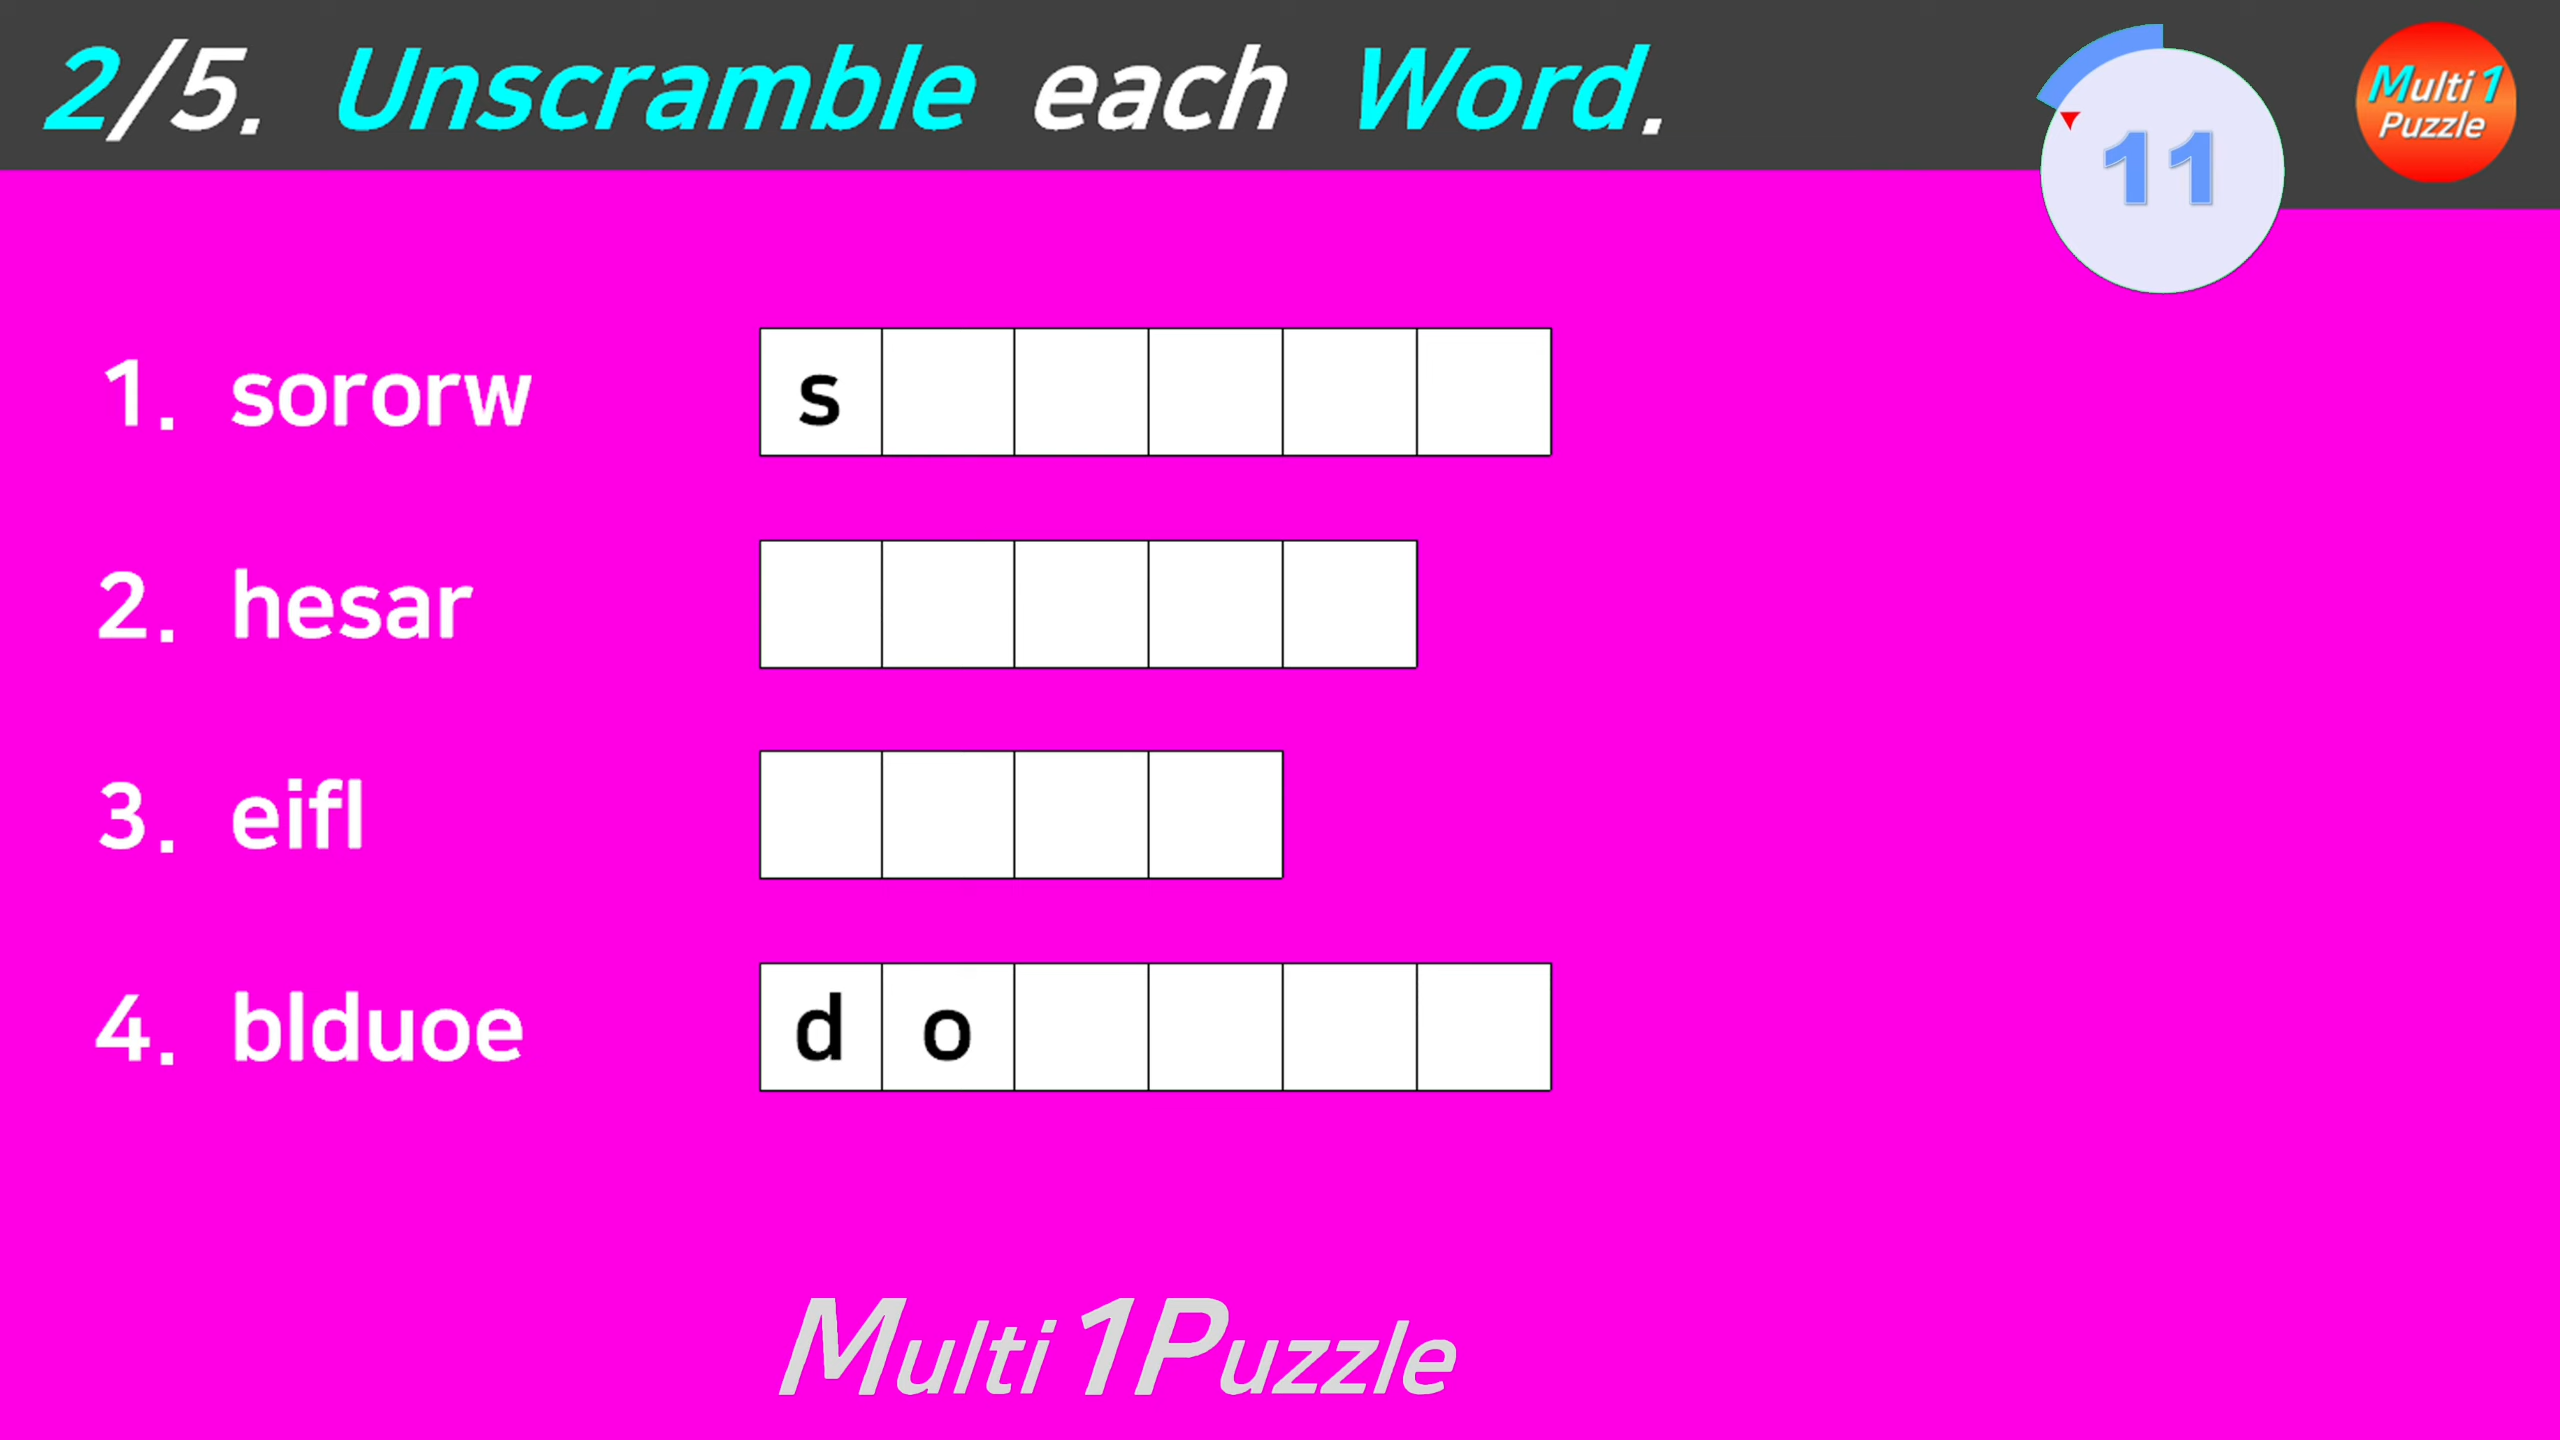 2/5. Unscramble each Word.
11
Multi 1
Puzzle
1. sororw
s
2. hesar
3. eifl
4. blduoe
d o
Multi 1 Puzzle